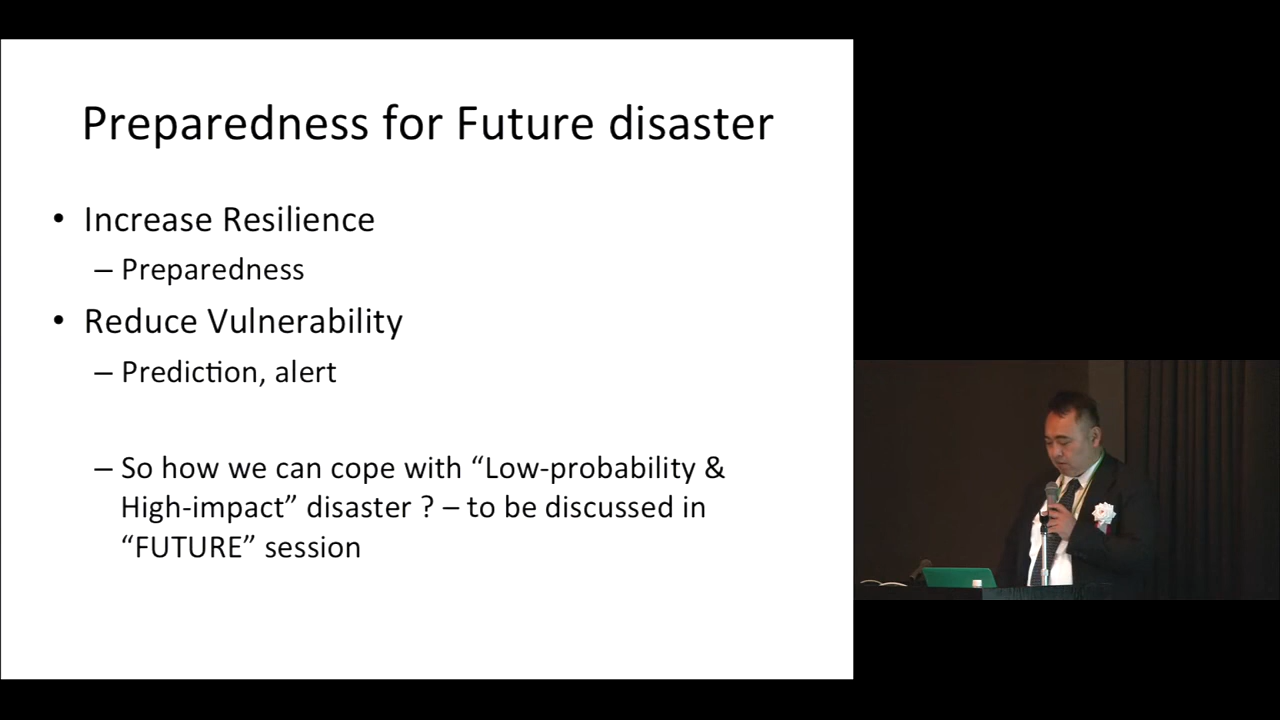 Preparedness for Future disaster
• Increase Resilience
– Preparedness
• Reduce Vulnerability
– Prediction, alert
– So how we can cope with “Low-probability &
High-impact” disaster ? – to be discussed in
“FUTURE” session